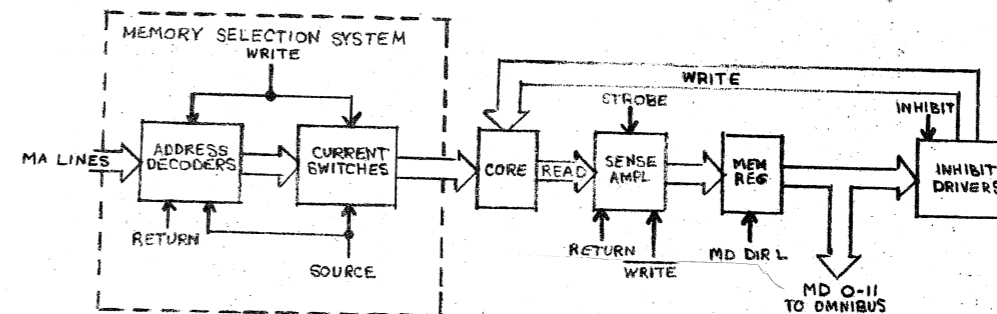 MEMORY SELECTION SYSTEM
WRITE
MA LINES
ADDRESS
DECODERS
CURRENT
SWITCHES
RETURN
SOURCE
CORE
READ
STROBE
SENSE
AMPL
RETURN
WRITE
MEM
REG
MD DIR L
WRITE
INHIBIT
INHIBIT
DRIVERS
MD 0-11
TO OMNIBUS